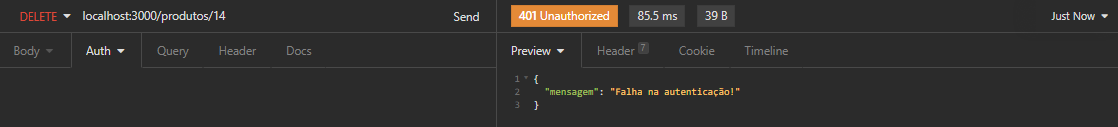 DELETE localhost:3000/produtos/14 Send 401 Unauthorized 85.5 ms 39 B Just Now
Body Auth Query Header Docs Preview Header 7 Cookie Timeline
1 {
2 "mensagem": "Falha na autenticação!"
3 }